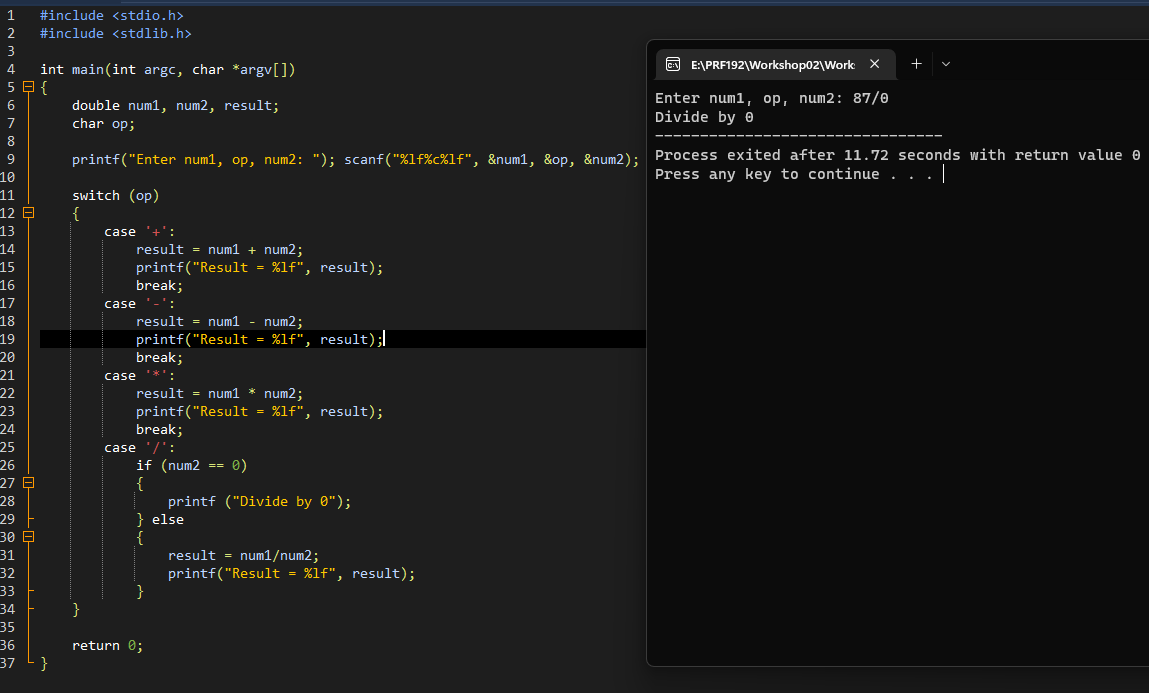 1 #include <stdio.h>
2 #include <stdlib.h>
3
4 int main(int argc, char *argv[])
5 {
6 double num1, num2, result;
7 char op;
8
9 printf("Enter num1, op, num2: "); scanf("%lf%c%lf", &num1, &op, &num2);
10
11 switch (op)
12 {
13 case '+':
14 result = num1 + num2;
15 printf("Result = %lf", result);
16 break;
17 case '-':
18 result = num1 - num2;
19 printf("Result = %lf", result);
20 break;
21 case '*':
22 result = num1 * num2;
23 printf("Result = %lf", result);
24 break;
25 case '/':
26 if (num2 == 0)
27 {
28 printf ("Divide by 0");
29 } else
30 {
31 result = num1/num2;
32 printf("Result = %lf", result);
33 }
34 }
35
36 return 0;
37 }
E:\PRF192\Workshop02\Work
Enter num1, op, num2: 87/0
Divide by 0
--------------------------------
Process exited after 11.72 seconds with return value 0
Press any key to continue . . .